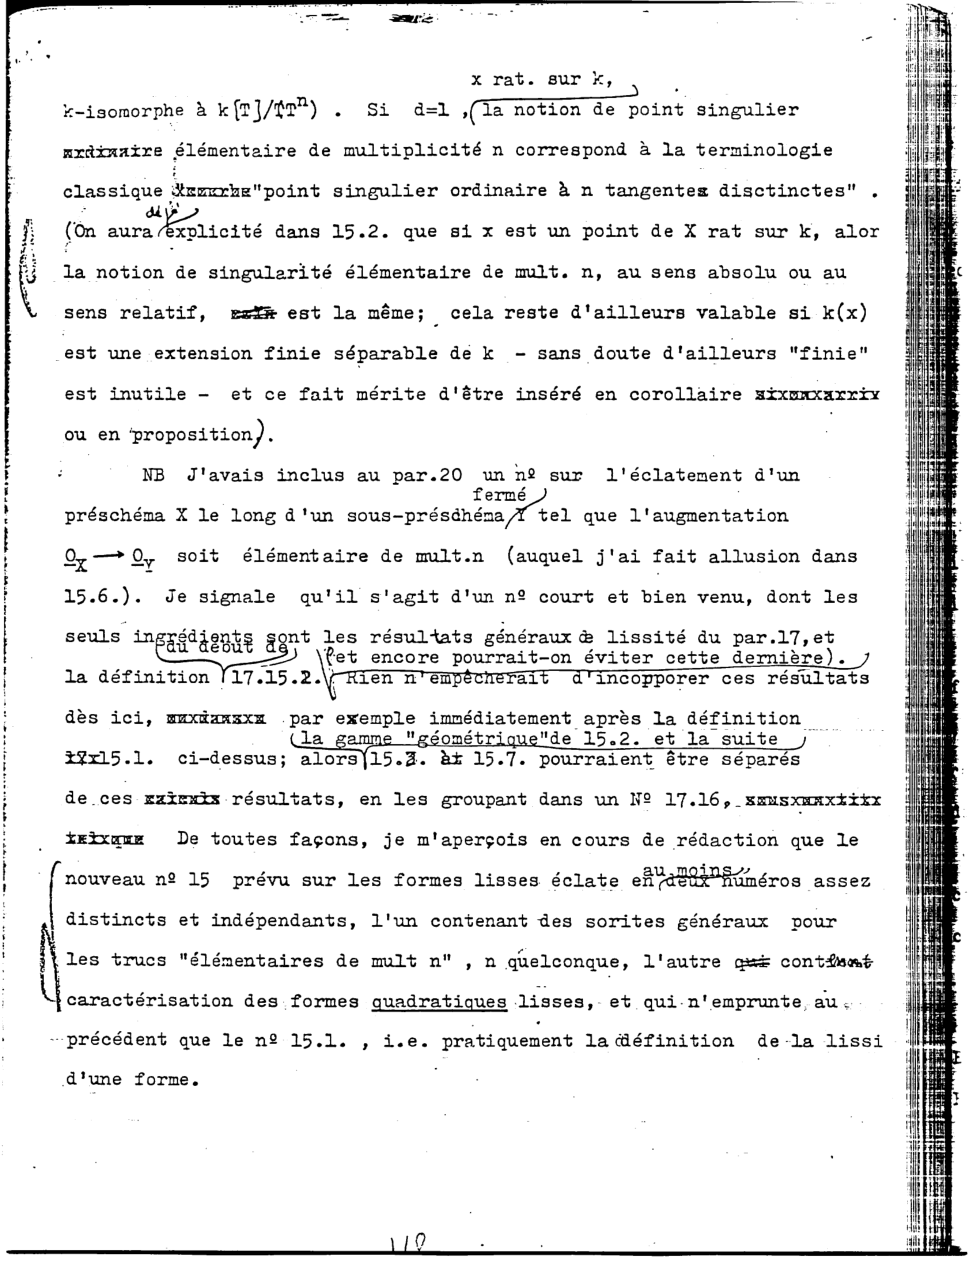 x rat. sur k,
k-isomorphe à k[T]/(T^n) . Si d=1 ,(la notion de point singulier
élémentaire de multiplicité n correspond à la terminologie
classique "point singulier ordinaire à n tangentes disctinctes" .
déjà
(On aura explicité dans 15.2. que si x est un point de X rat sur k, alor
la notion de singularité élémentaire de mult. n, au sens absolu ou au
sens relatif, est la même; cela reste d'ailleurs valable si k(x)
est une extension finie séparable de k - sans doute d'ailleurs "finie"
est inutile - et ce fait mérite d'être inséré en corollaire
ou en proposition).
NB J'avais inclus au par.20 un nº sur l'éclatement d'un
fermé
préschéma X le long d'un sous-présdhéma Y tel que l'augmentation
O_X → O_Y soit élémentaire de mult.n (auquel j'ai fait allusion dans
15.6.). Je signale qu'il s'agit d'un nº court et bien venu, dont les
seuls ingrédients sont les résultats généraux de lissité du par.17,et
du début de (et encore pourrait-on éviter cette dernière).
la définition 17.15.2. Rien n'empêcherait d'incopporer ces résultats
dès ici, par exemple immédiatement après la définition
(la gamme "géométrique"de 15.2. et la suite
15.1. ci-dessus; alors 15.3. àt 15.7. pourraient être séparés
de ces résultats, en les groupant dans un Nº 17.16,
De toutes façons, je m'aperçois en cours de rédaction que le
au moins
nouveau nº 15 prévu sur les formes lisses éclate en deux numéros assez
distincts et indépendants, l'un contenant des sorites généraux pour
les trucs "élémentaires de mult n" , n quelconque, l'autre
caractérisation des formes quadratiques lisses, et qui n'emprunte au
précédent que le nº 15.1. , i.e. pratiquement la définition de la lissi
d'une forme.